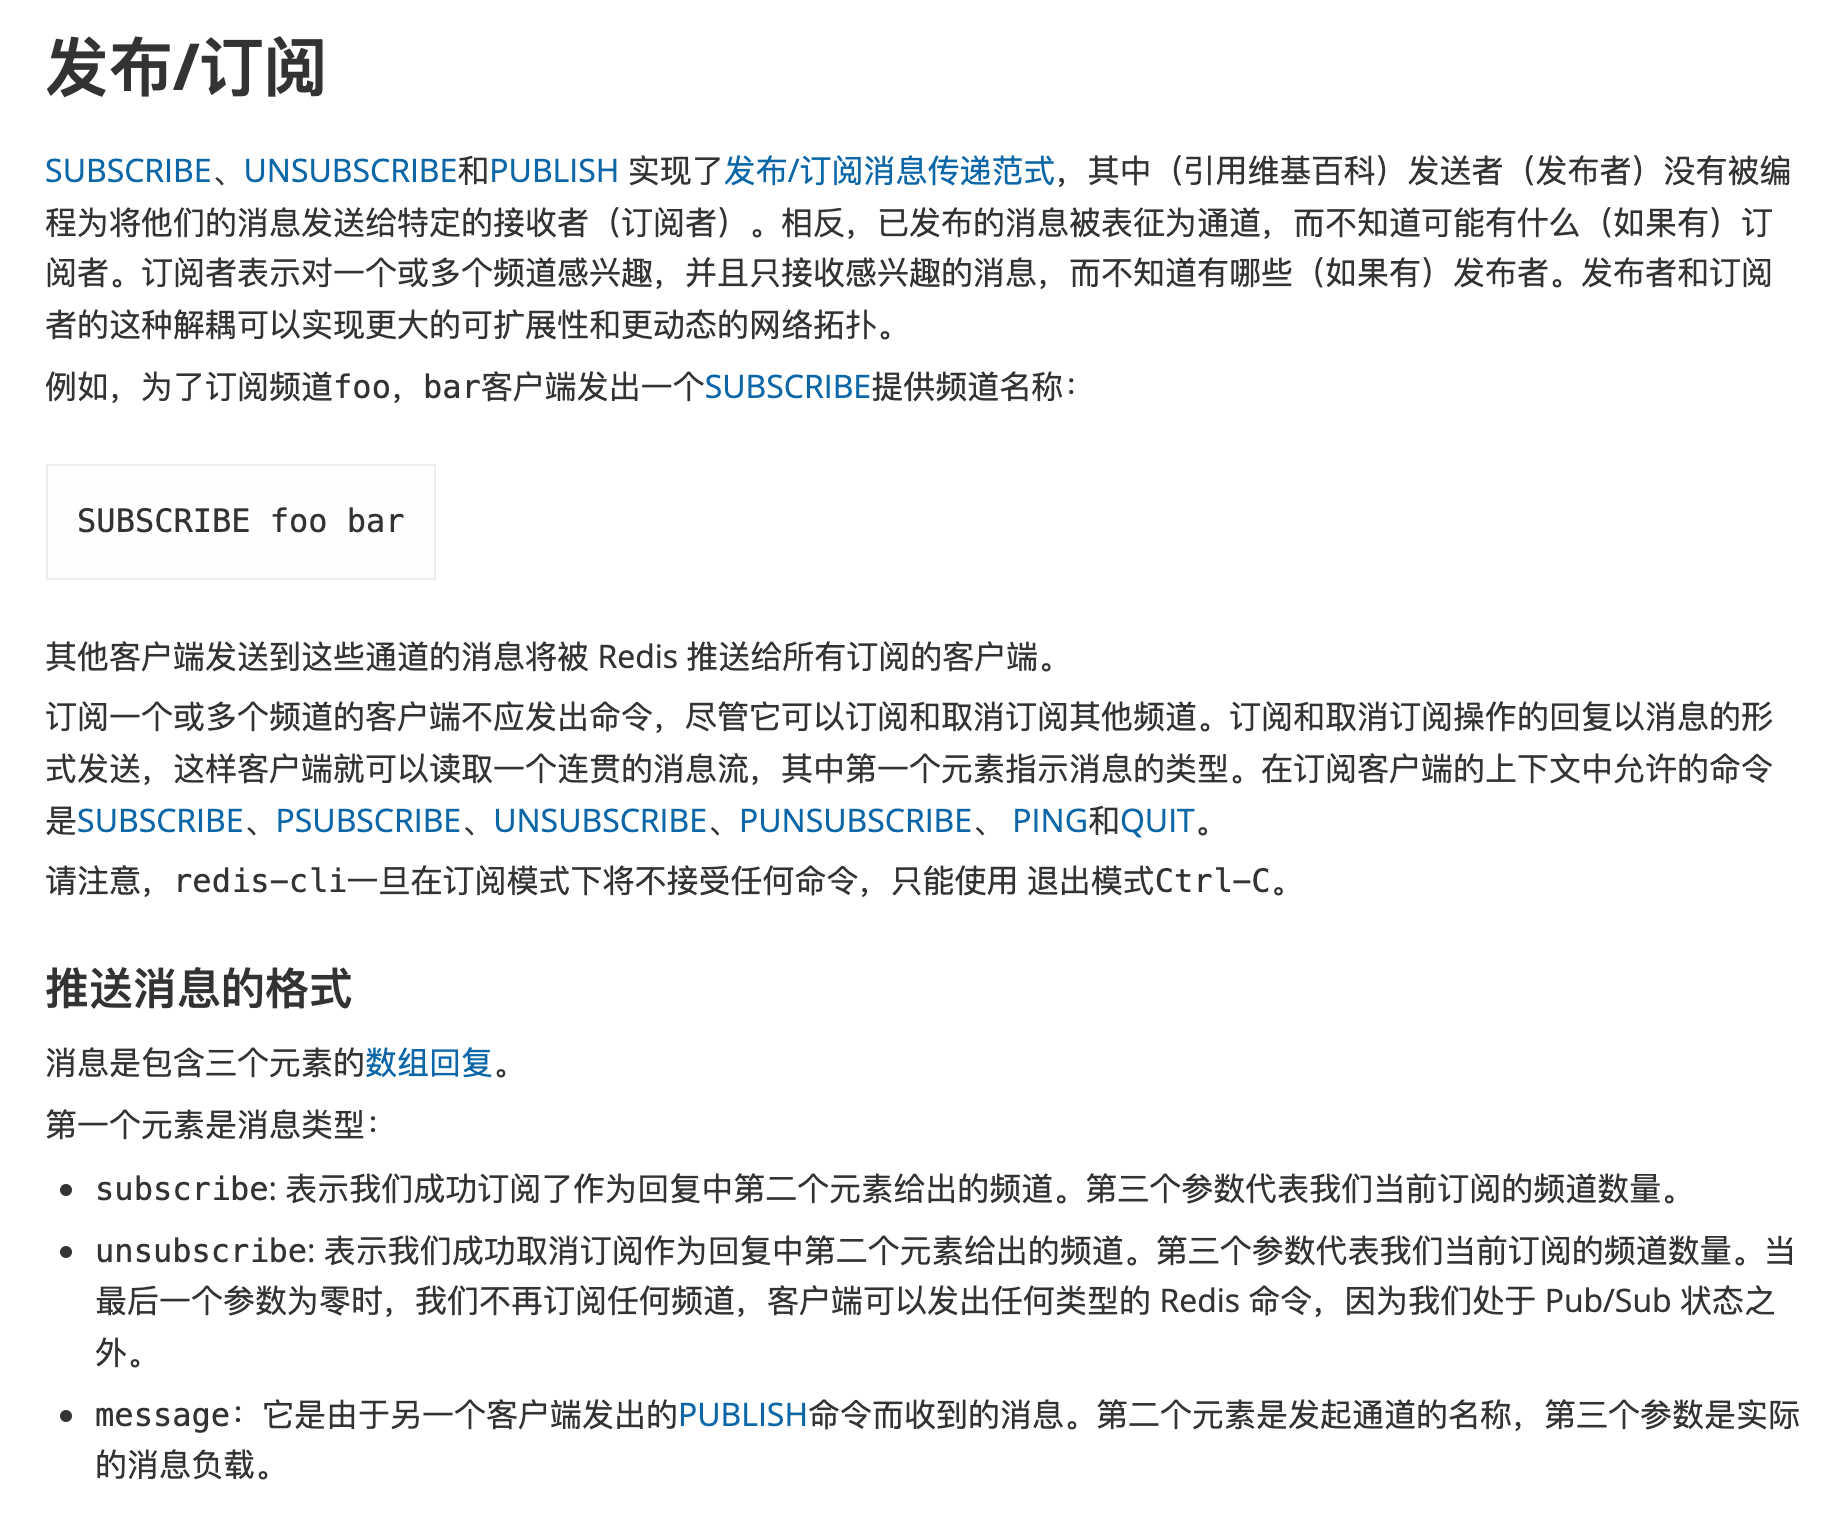 发布/订阅
SUBSCRIBE、UNSUBSCRIBE和PUBLISH 实现了发布/订阅消息传递范式，其中（引用维基百科）发送者（发布者）没有被编
程为将他们的消息发送给特定的接收者（订阅者）。相反，已发布的消息被表征为通道，而不知道可能有什么（如果有）订
阅者。订阅者表示对一个或多个频道感兴趣，并且只接收感兴趣的消息，而不知道有哪些（如果有）发布者。发布者和订阅
者的这种解耦可以实现更大的可扩展性和更动态的网络拓扑。
例如，为了订阅频道foo，bar客户端发出一个SUBSCRIBE提供频道名称：
SUBSCRIBE foo bar
其他客户端发送到这些通道的消息将被 Redis 推送给所有订阅的客户端。
订阅一个或多个频道的客户端不应发出命令，尽管它可以订阅和取消订阅其他频道。订阅和取消订阅操作的回复以消息的形
式发送，这样客户端就可以读取一个连贯的消息流，其中第一个元素指示消息的类型。在订阅客户端的上下文中允许的命令
是SUBSCRIBE、PSUBSCRIBE、UNSUBSCRIBE、PUNSUBSCRIBE、 PING和QUIT。
请注意，redis-cli一旦在订阅模式下将不接受任何命令，只能使用 退出模式Ctrl-C。
推送消息的格式
消息是包含三个元素的数组回复。
第一个元素是消息类型：
• subscribe: 表示我们成功订阅了作为回复中第二个元素给出的频道。第三个参数代表我们当前订阅的频道数量。
• unsubscribe: 表示我们成功取消订阅作为回复中第二个元素给出的频道。第三个参数代表我们当前订阅的频道数量。当
最后一个参数为零时，我们不再订阅任何频道，客户端可以发出任何类型的 Redis 命令，因为我们处于 Pub/Sub 状态之
外。
• message：它是由于另一个客户端发出的PUBLISH命令而收到的消息。第二个元素是发起通道的名称，第三个参数是实际
的消息负载。